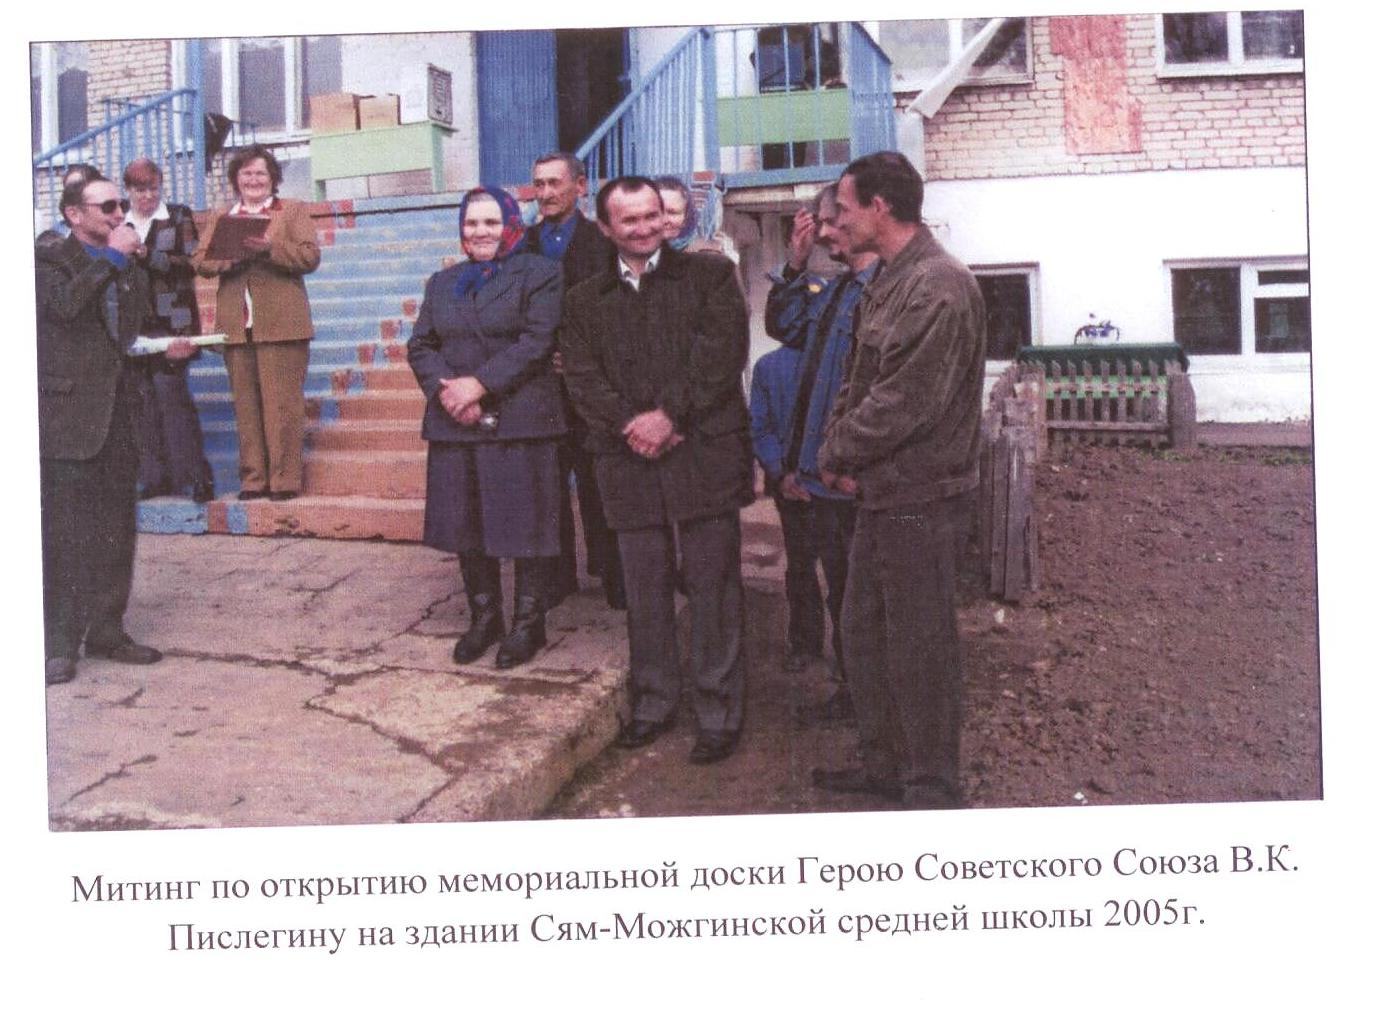 Митинг по открытию мемориальной доски Герою Советского Союза В.К.
Пислегину на здании Сям-Можгинской средней школы 2005г.